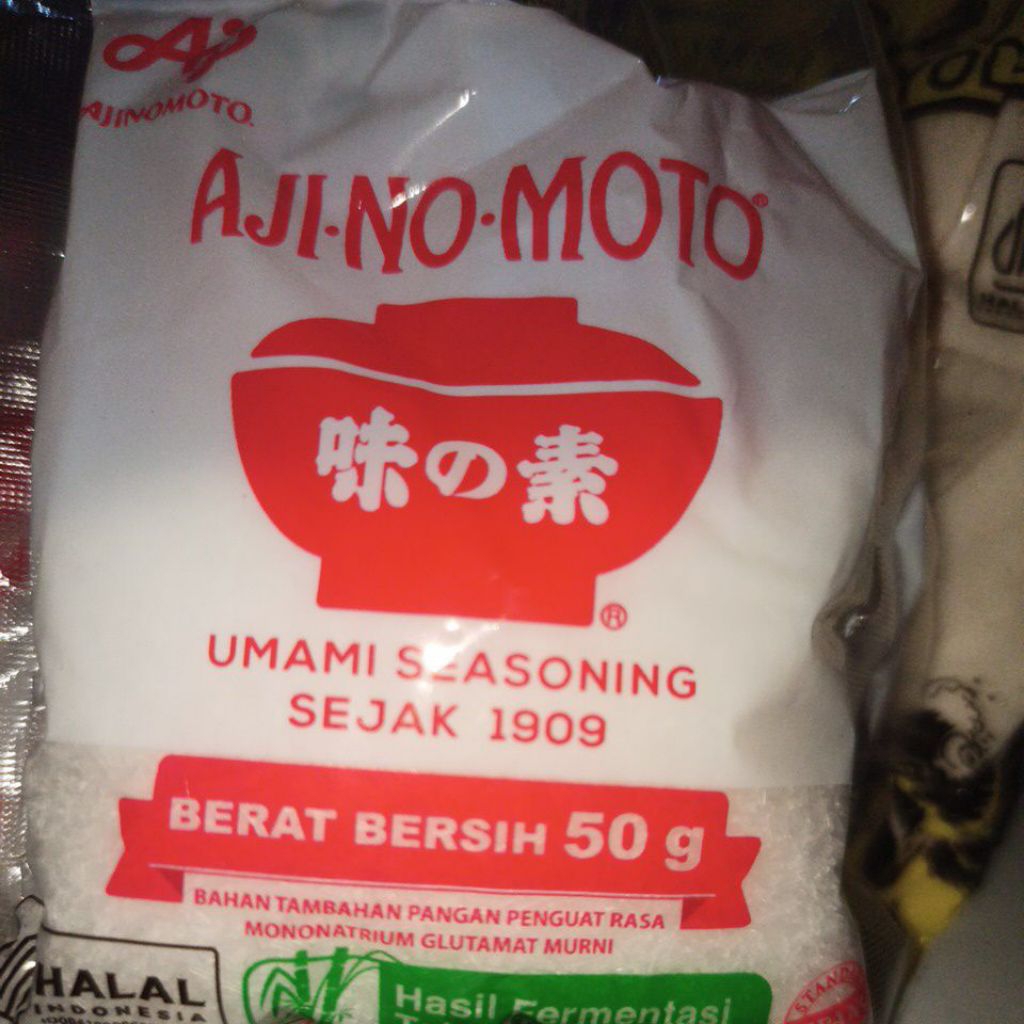 AJINOMOTO.
AJI-NO-MOTO®
味の素
®
UMAMI SEASONING
SEJAK 1909
BERAT BERSIH 50 g
BAHAN TAMBAHAN PANGAN PENGUAT RASA
MONONATRIUM GLUTAMAT MURNI
HALAL
INDONESIA
Hasil Fermentasi